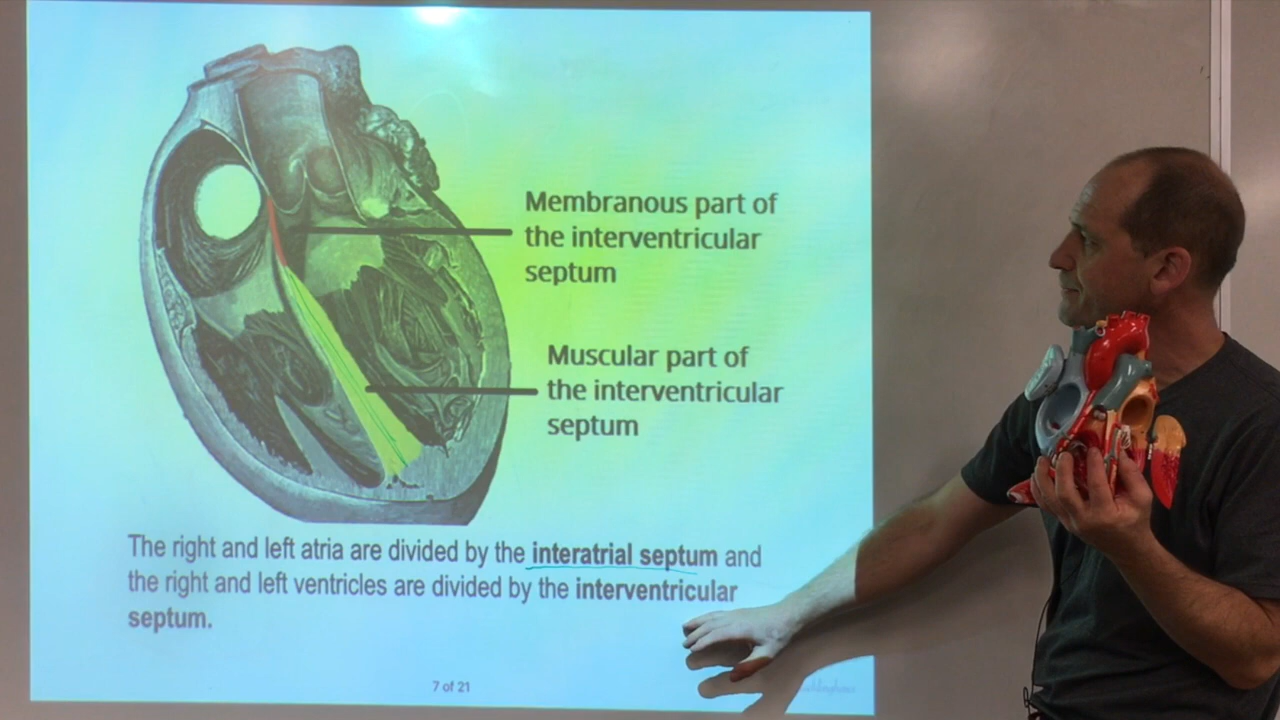 Membranous part of
the interventricular
septum
Muscular part of
the interventricular
septum
The right and left atria are divided by the interatrial septum and
the right and left ventricles are divided by the interventricular
septum.
7 of 21